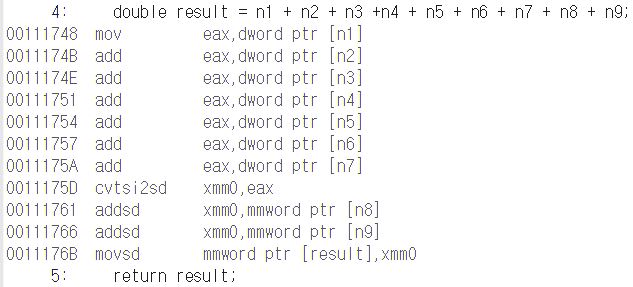 4:     double result = n1 + n2 + n3 +n4 + n5 + n6 + n7 + n8 + n9;
00111748  mov         eax,dword ptr [n1]
0011174B  add         eax,dword ptr [n2]
0011174E  add         eax,dword ptr [n3]
00111751  add         eax,dword ptr [n4]
00111754  add         eax,dword ptr [n5]
00111757  add         eax,dword ptr [n6]
0011175A  add         eax,dword ptr [n7]
0011175D  cvtsi2sd    xmm0,eax
00111761  addsd       xmm0,mmword ptr [n8]
00111766  addsd       xmm0,mmword ptr [n9]
0011176B  movsd       mmword ptr [result],xmm0
5:     return result;